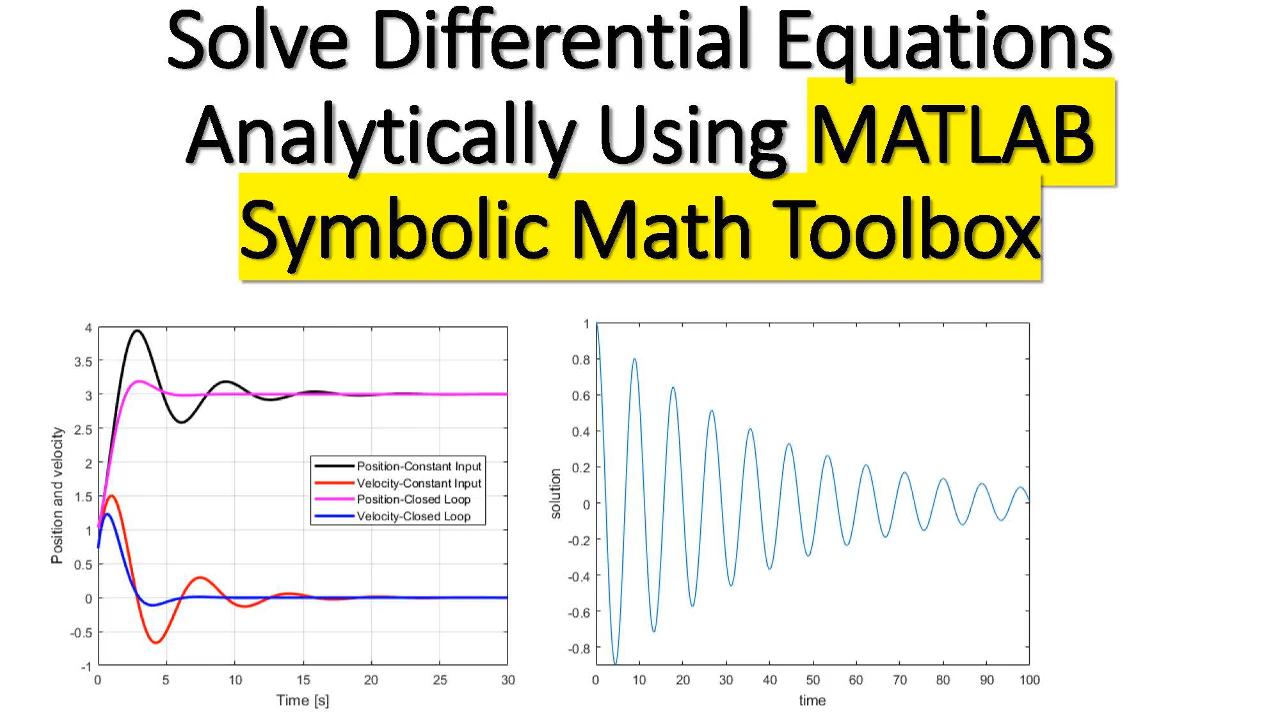 Solve Differential Equations
Analytically Using MATLAB
Symbolic Math Toolbox
4
3.5
3
2.5
2
1.5
1
0.5
0
-0.5
-1
Position and velocity
Position-Constant Input
Velocity-Constant Input
Position-Closed Loop
Velocity-Closed Loop
0 5 10 15 20 25 30
Time [s]
1
0.8
0.6
0.4
0.2
0
-0.2
-0.4
-0.6
-0.8
solution
0 10 20 30 40 50 60 70 80 90 100
time